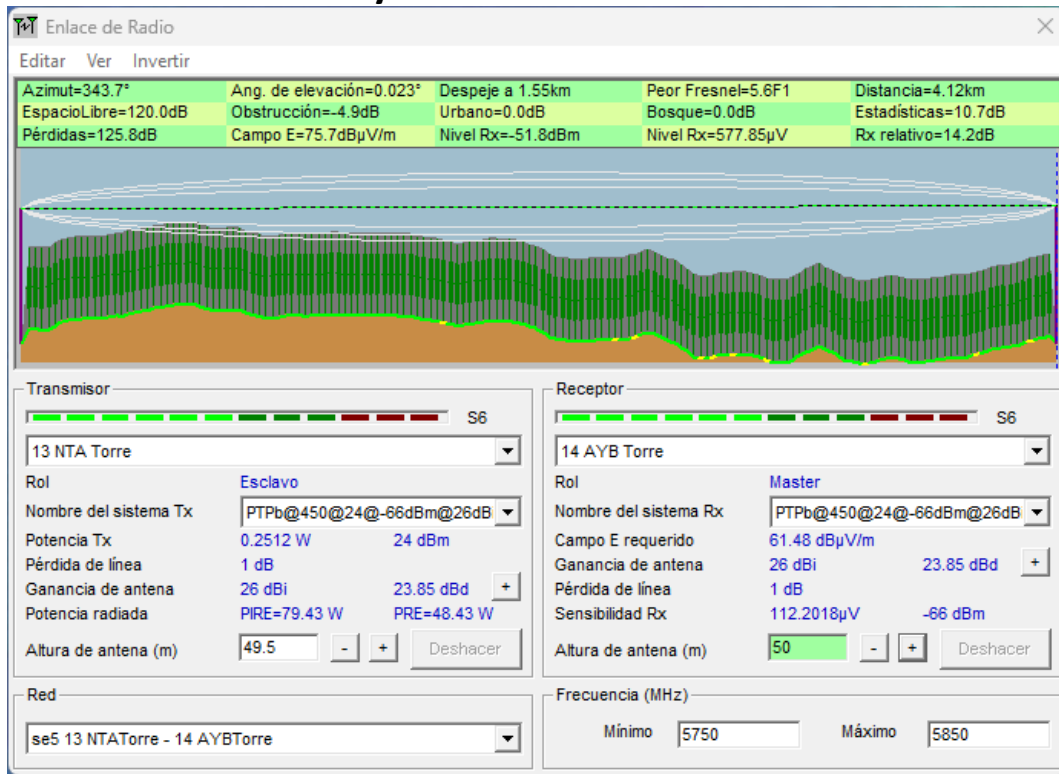 Enlace de Radio
Editar Ver Invertir
Azimut=343.7° Ang. de elevación=0.023° Despeje a 1.55km Peor Fresnel=5.6F1 Distancia=4.12km
EspacioLibre=120.0dB Obstrucción=-4.9dB Urbano=0.0dB Bosque=0.0dB Estadísticas=10.7dB
Pérdidas=125.8dB Campo E=75.7dBµV/m Nivel Rx=-51.8dBm Nivel Rx=577.85µV Rx relativo=14.2dB
Transmisor
S6
13 NTA Torre
Rol Esclavo
Nombre del sistema Tx PTPb@450@24@-66dBm@26dB
Potencia Tx 0.2512 W 24 dBm
Pérdida de línea 1 dB
Ganancia de antena 26 dBi 23.85 dBd +
Potencia radiada PIRE=79.43 W PRE=48.43 W
Altura de antena (m) 49.5 - + Deshacer
Red
se5 13 NTATorre - 14 AYBTorre
Receptor
S6
14 AYB Torre
Rol Master
Nombre del sistema Rx PTPb@450@24@-66dBm@26dB
Campo E requerido 61.48 dBµV/m
Ganancia de antena 26 dBi 23.85 dBd +
Pérdida de línea 1 dB
Sensibilidad Rx 112.2018µV -66 dBm
Altura de antena (m) 50 - + Deshacer
Frecuencia (MHz)
Mínimo 5750 Máximo 5850